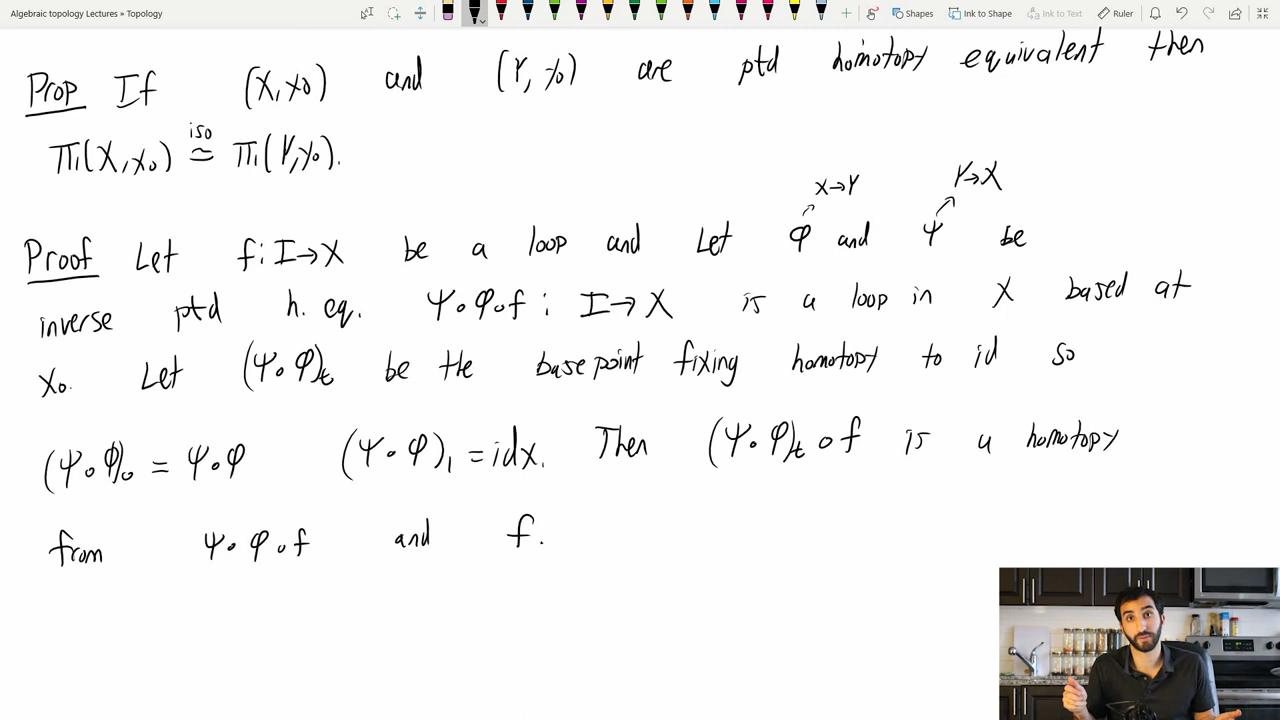 Algebraic topology Lectures » Topology
Shapes Ink to Shape Ink to Text Ruler
Prop If (X,x₀) and (Y,y₀) are ptd homotopy equivalent then
π₁(X,x₀) ≅ π₁(Y,y₀).
iso
X→Y Y→X
Proof Let f: I→X be a loop and Let φ and ψ be
inverse ptd h. eq. ψ∘φ∘f : I→X is a loop in X based at
x₀. Let (ψ∘φ)ₜ be the basepoint fixing homotopy to id so
(ψ∘φ)₀ = ψ∘φ (ψ∘φ)₁ = idx. Then (ψ∘φ)ₜ∘f is a homotopy
from ψ∘φ∘f and f.